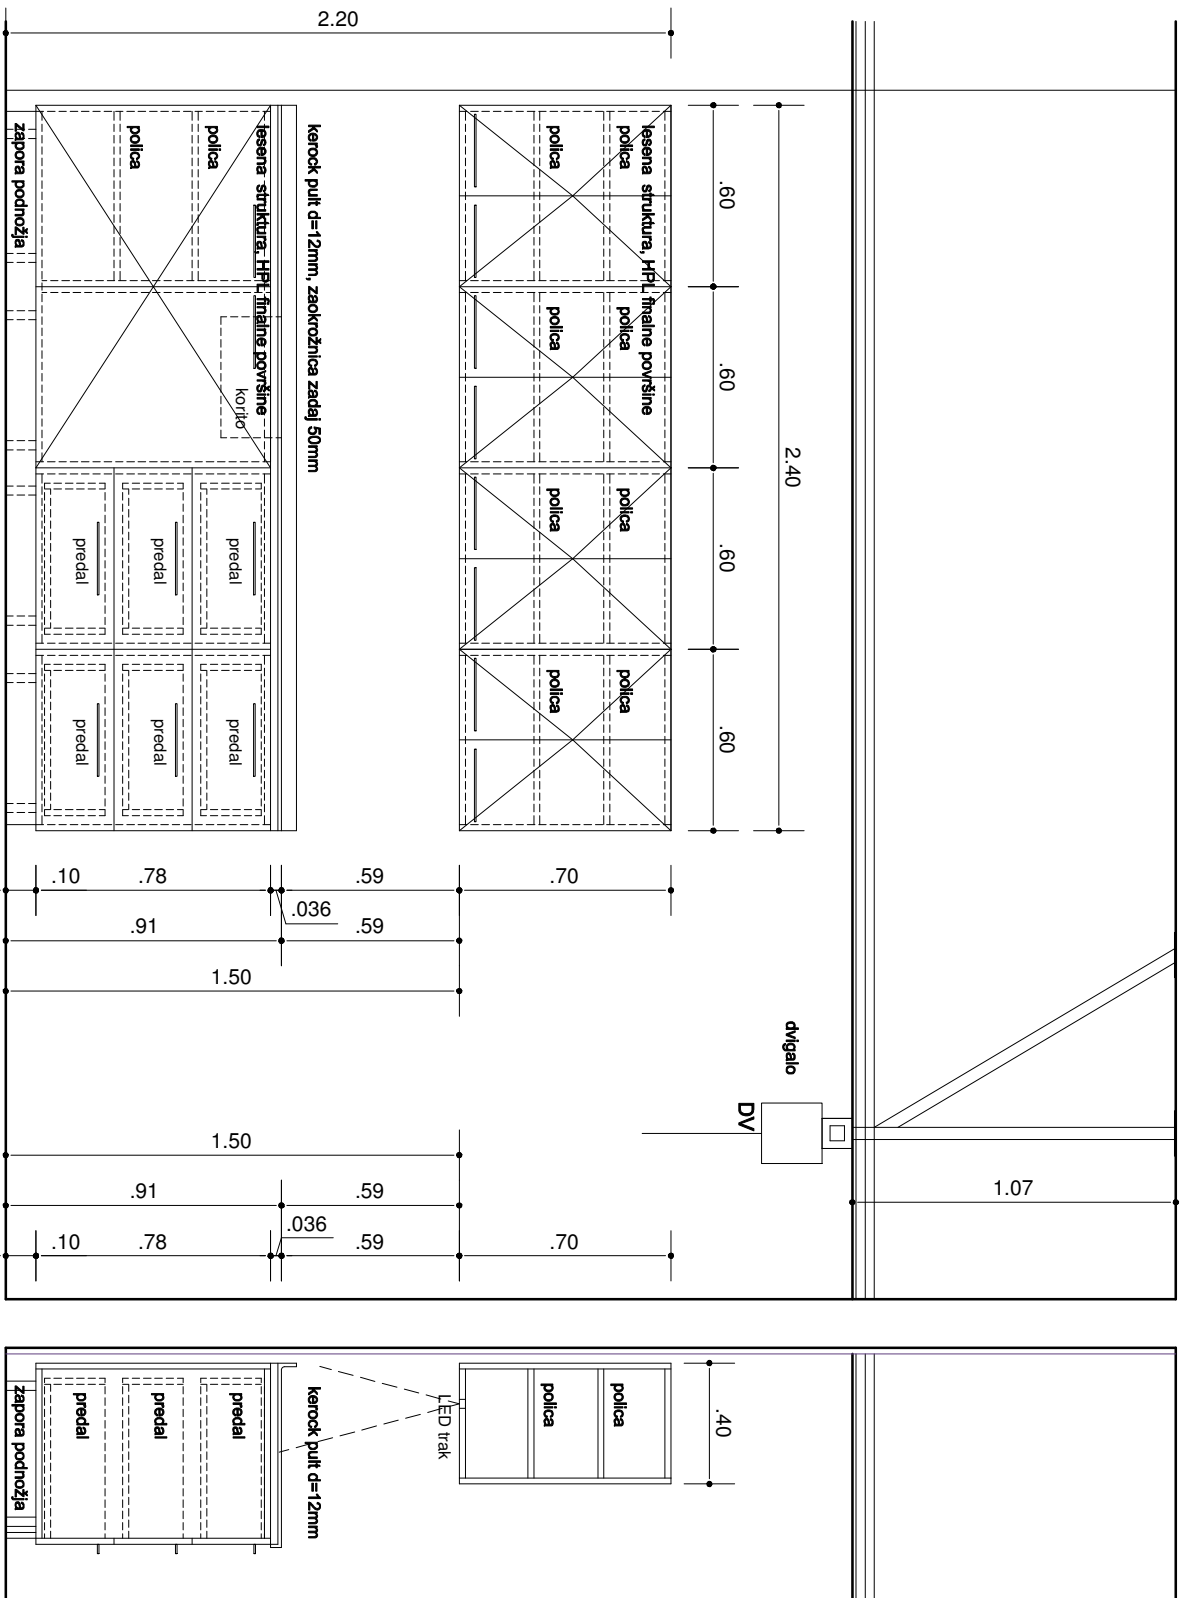 2.20
zapora podnožja
polica
polica
lesena struktura, HPL finalne površine
kerock pult d=12mm, zaokrožnica zadaj 50mm
korito
polica
polica
lesena struktura, HPL finalne površine
polica
polica
polica
polica
polica
polica
.60
.60
.60
.60
2.40
predal
predal
predal
predal
predal
predal
.10
.78
.59
.70
.036
.91
.59
1.50
dvigalo
DV
1.50
.91
.59
1.07
.036
.10
.78
.59
.70
zapora podnožja
predal
predal
predal
kerock pult d=12mm
LED trak
polica
polica
.40